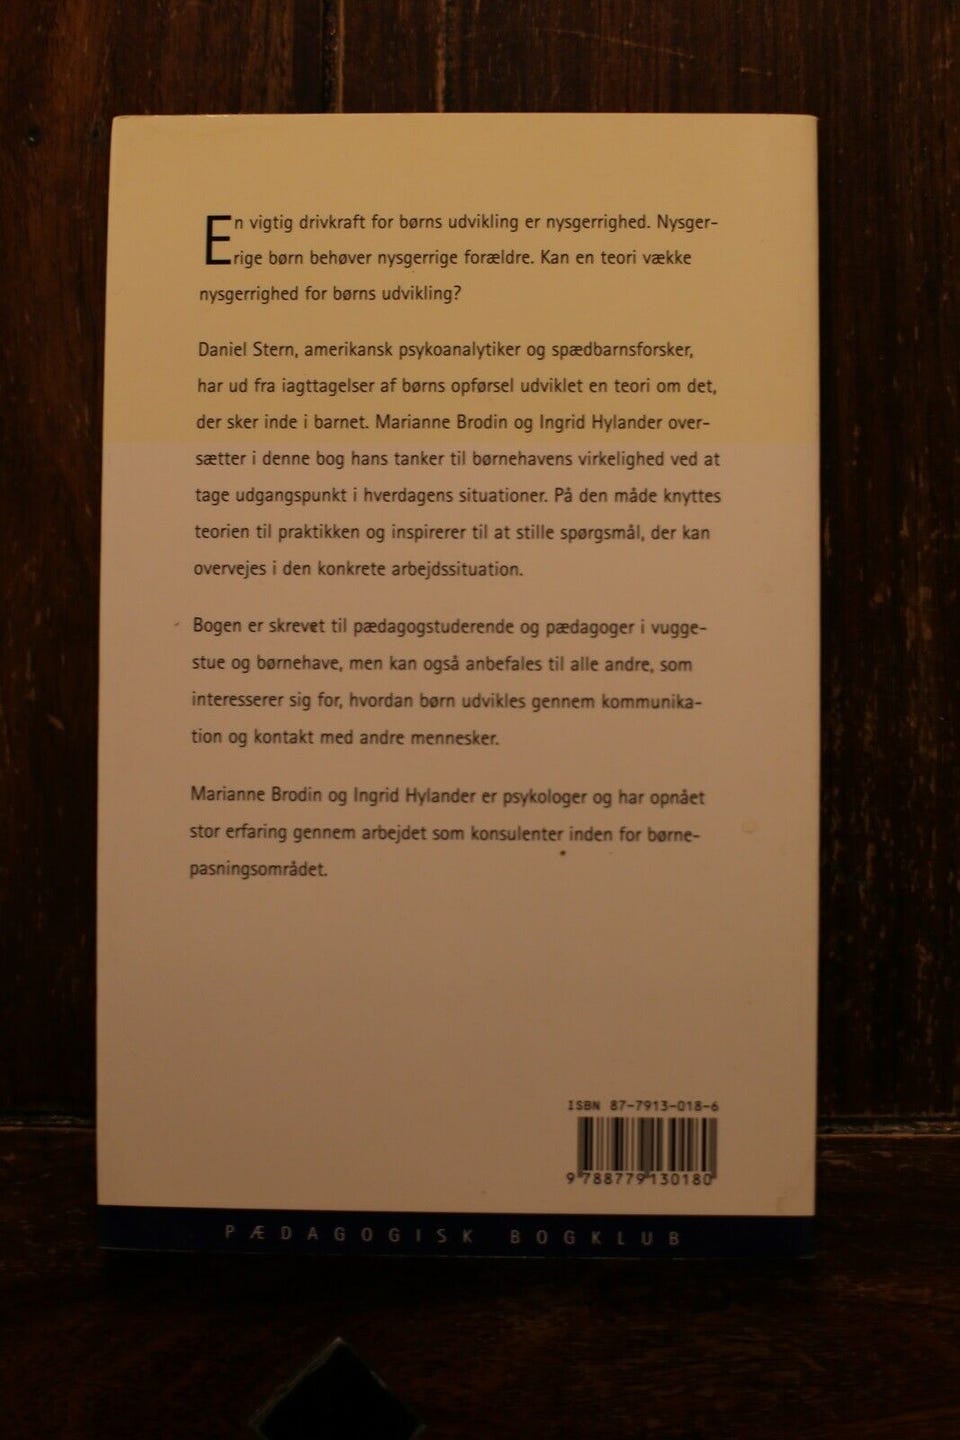 En vigtig drivkraft for børns udvikling er nysgerrighed. Nysger-
rige børn behøver nysgerrige forældre. Kan en teori vække
nysgerrighed for børns udvikling?
Daniel Stern, amerikansk psykoanalytiker og spædbarnsforsker,
har ud fra iagttagelser af børns opførsel udviklet en teori om det,
der sker inde i barnet. Marianne Brodin og Ingrid Hylander over-
sætter i denne bog hans tanker til børnehavens virkelighed ved at
tage udgangspunkt i hverdagens situationer. På den måde knyttes
teorien til praktikken og inspirerer til at stille spørgsmål, der kan
overvejes i den konkrete arbejdssituation.
Bogen er skrevet til pædagogstuderende og pædagoger i vugge-
stue og børnehave, men kan også anbefales til alle andre, som
interesserer sig for, hvordan børn udvikles gennem kommunika-
tion og kontakt med andre mennesker.
Marianne Brodin og Ingrid Hylander er psykologer og har opnået
stor erfaring gennem arbejdet som konsulenter inden for børne-
pasningsområdet.
ISBN 87-7913-018-6
9788779130180
PÆDAGOGISK BOGKLUB